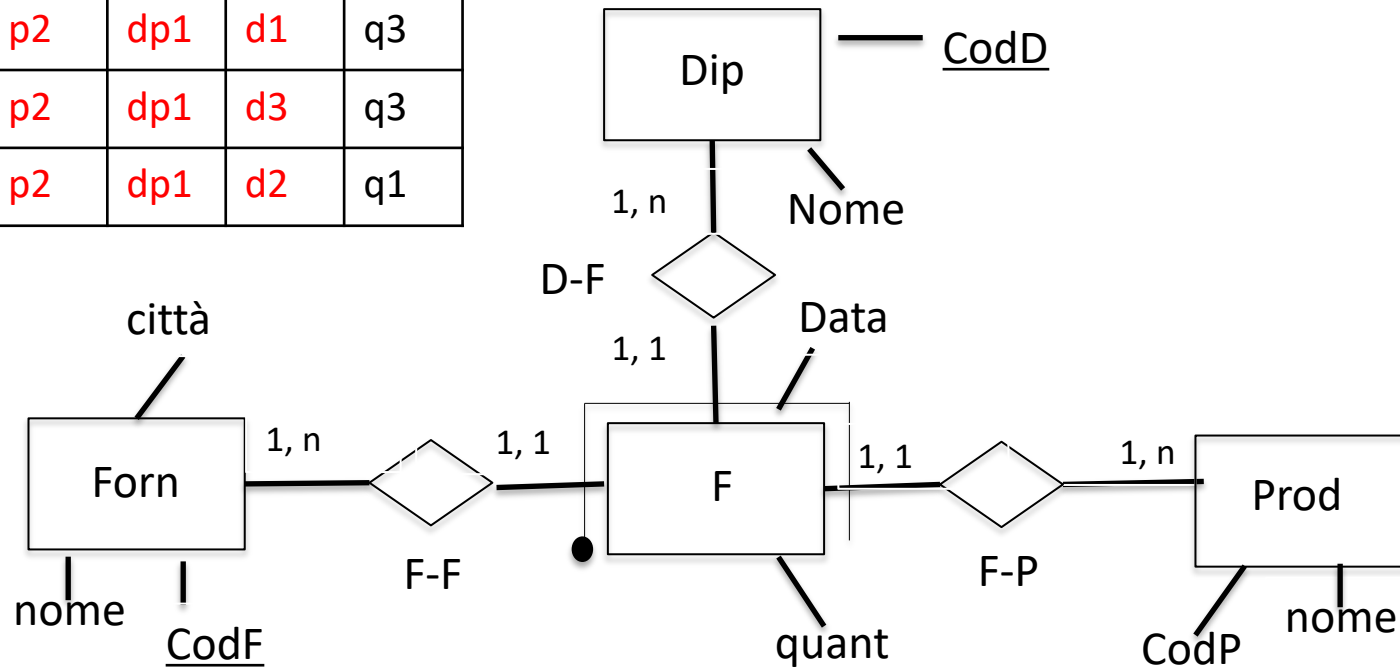 p2 dp1 d1 q3
p2 dp1 d3 q3
p2 dp1 d2 q1
Dip
CodD
Nome
1, n
D-F
1, 1
Data
città
Forn
1, n
1, 1
F
1, 1
1, n
Prod
F-F
F-P
nome
CodF
quant
CodP
nome